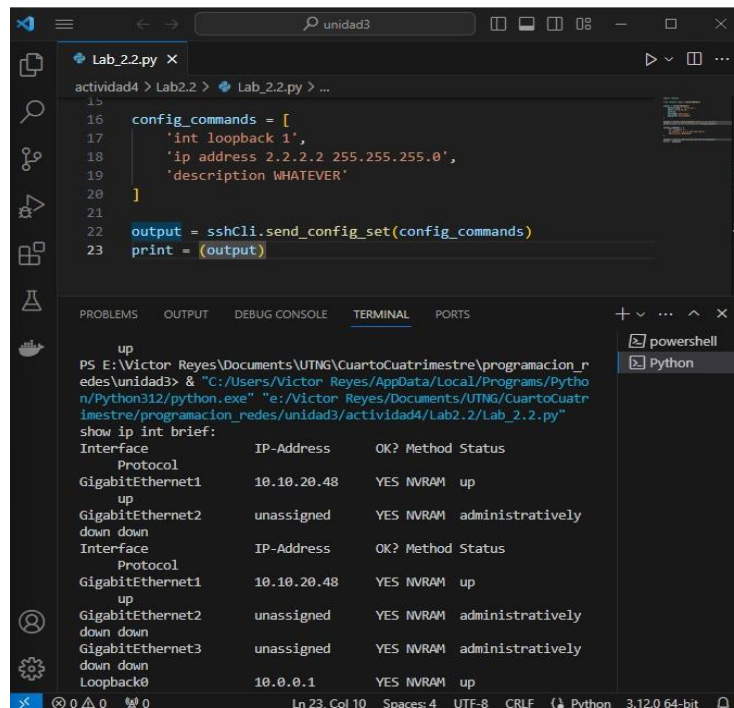 unidad3
Lab_2.2.py
actividad4 > Lab2.2 > Lab_2.2.py > ...
15
16 config_commands = [
17 'int loopback 1',
18 'ip address 2.2.2.2 255.255.255.0',
19 'description WHATEVER'
20 ]
21
22 output = sshCli.send_config_set(config_commands)
23 print = (output)
PROBLEMS OUTPUT DEBUG CONSOLE TERMINAL PORTS
powershell
Python
up
PS E:\Victor Reyes\Documents\UTNG\CuartoCuatrimestre\programacion_r
edes\unidad3> & "C:/Users/Victor Reyes/AppData/Local/Programs/Pytho
n/Python312/python.exe" "e:/Victor Reyes/Documents/UTNG/CuartoCuatr
imestre/programacion_redes/unidad3/actividad4/Lab2.2/Lab_2.2.py"
show ip int brief:
Interface IP-Address OK? Method Status
Protocol
GigabitEthernet1 10.10.20.48 YES NVRAM up
up
GigabitEthernet2 unassigned YES NVRAM administratively
down down
Interface IP-Address OK? Method Status
Protocol
GigabitEthernet1 10.10.20.48 YES NVRAM up
up
GigabitEthernet2 unassigned YES NVRAM administratively
down down
GigabitEthernet3 unassigned YES NVRAM administratively
down down
Loopback0 10.0.0.1 YES NVRAM up
0 0 0 Ln 23, Col 10 Spaces: 4 UTF-8 CRLF Python 3.12.0 64-bit